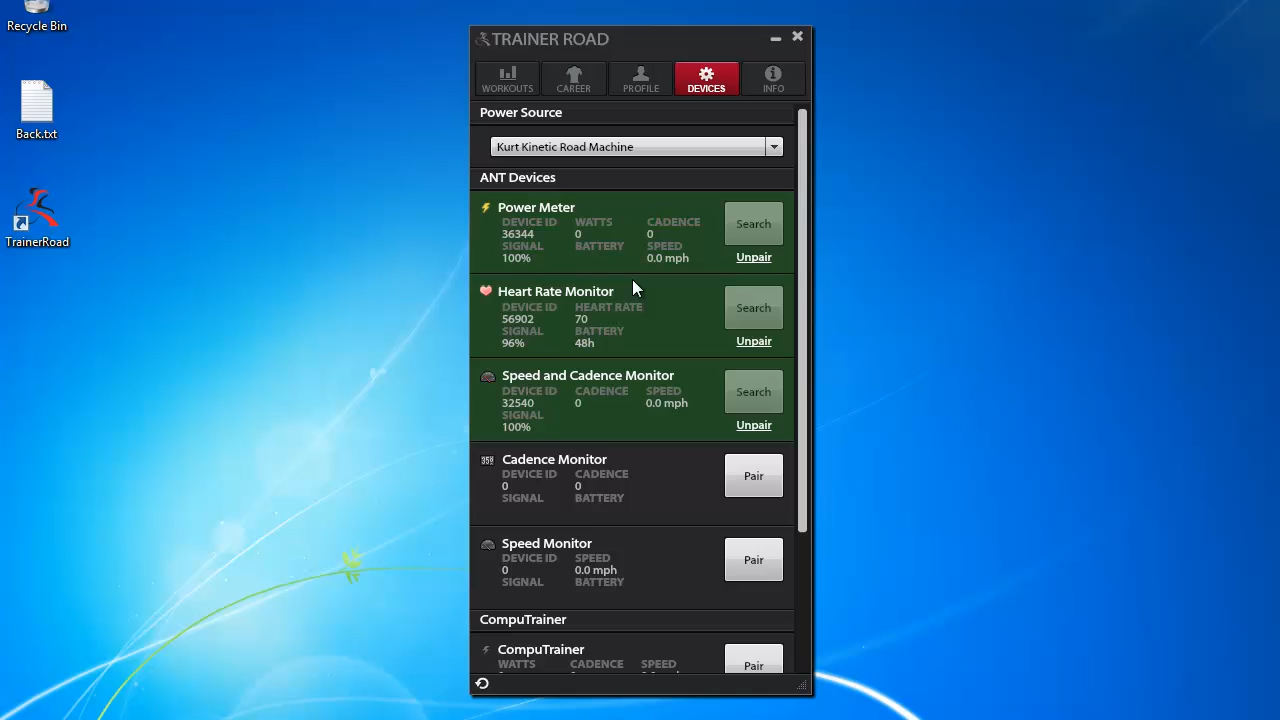 Recycle Bin
Back.txt
TrainerRoad
TRAINER ROAD
WORKOUTS CAREER PROFILE DEVICES INFO
Power Source
Kurt Kinetic Road Machine
ANT Devices
Power Meter
DEVICE ID WATTS CADENCE
36344 0 0
SIGNAL BATTERY SPEED
100% 0.0 mph
Search
Unpair
Heart Rate Monitor
DEVICE ID HEART RATE
56902 70
SIGNAL BATTERY
96% 48h
Search
Unpair
Speed and Cadence Monitor
DEVICE ID CADENCE SPEED
32540 0 0.0 mph
SIGNAL
100%
Search
Unpair
359 Cadence Monitor
DEVICE ID CADENCE
0 0
SIGNAL BATTERY
Pair
Speed Monitor
DEVICE ID SPEED
0 0.0 mph
SIGNAL BATTERY
Pair
CompuTrainer
CompuTrainer
WATTS CADENCE SPEED
Pair